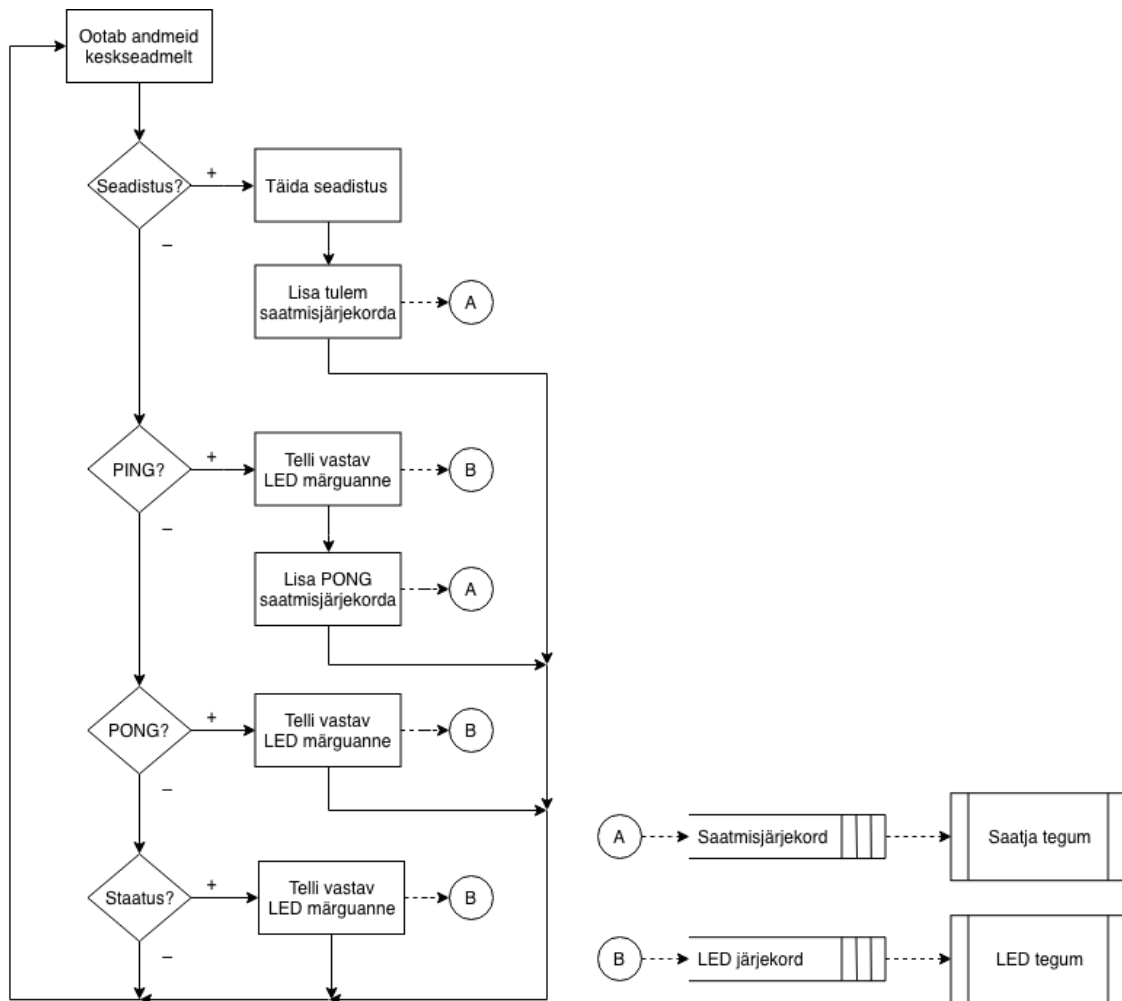 Ootab andmeid
keskseadmelt
Seadistus?
+
Täida seadistus
–
Lisa tulem
saatmisjärjekorda
A
PING?
+
Telli vastav
LED märguanne
B
–
Lisa PONG
saatmisjärjekorda
A
PONG?
+
Telli vastav
LED märguanne
B
–
Staatus?
+
Telli vastav
LED märguanne
B
–
A
Saatmisjärjekord
Saatja tegum
B
LED järjekord
LED tegum